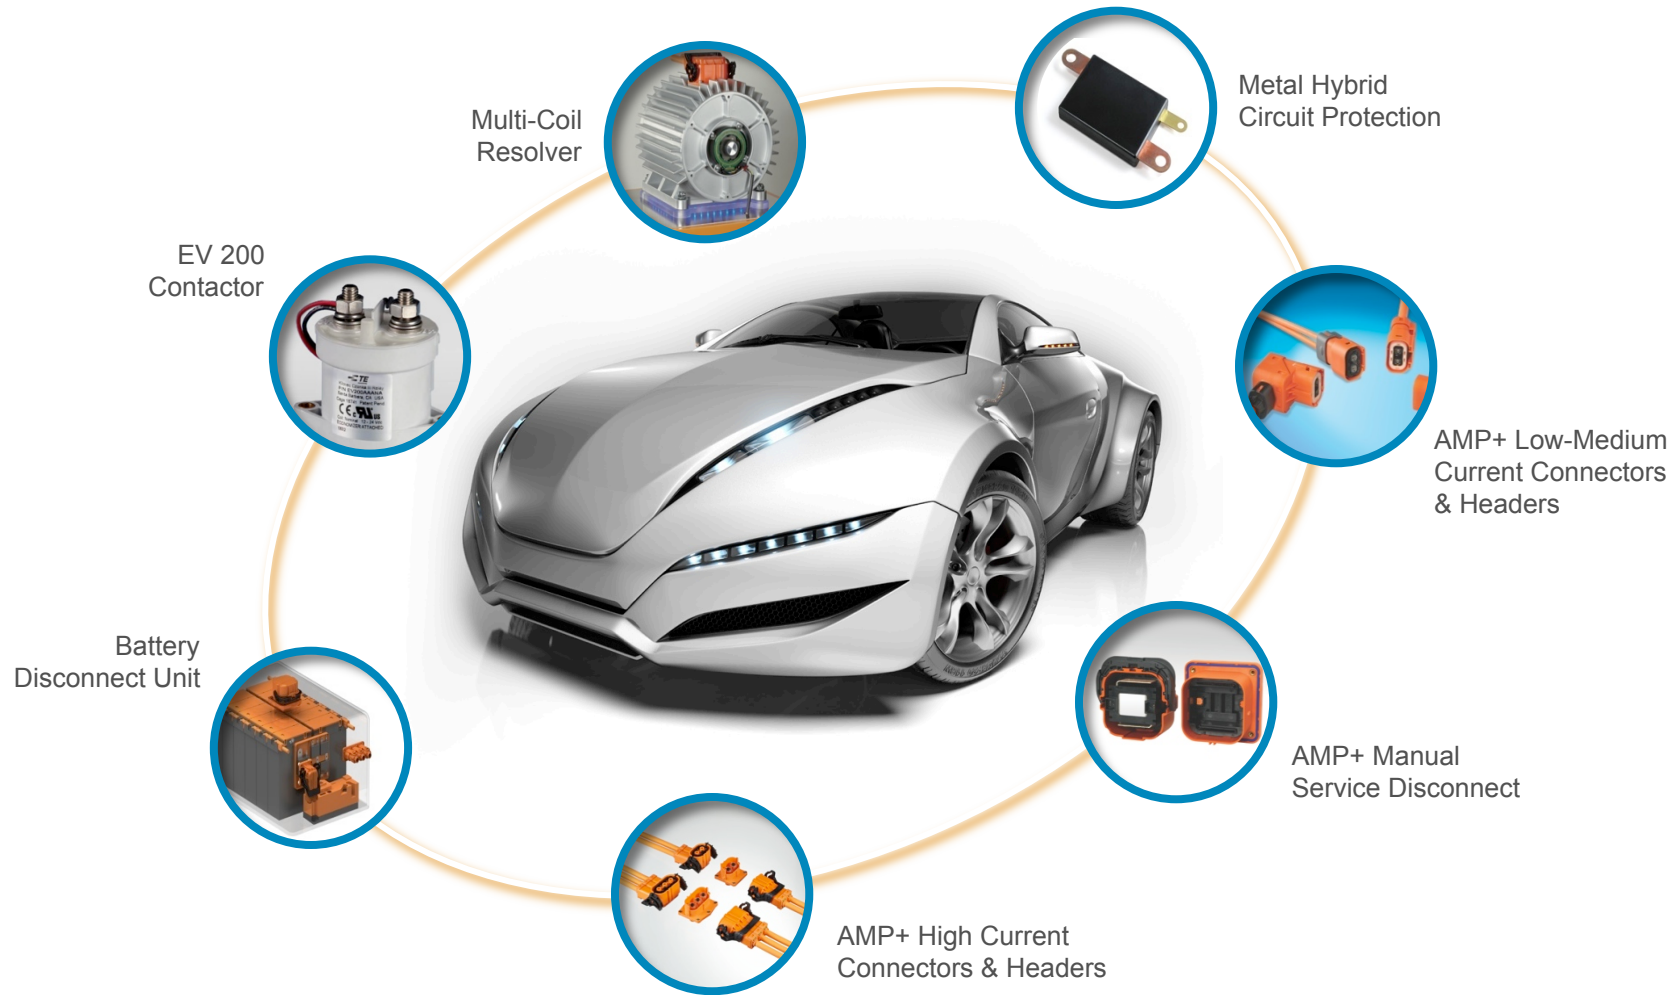 Metal Hybrid
Circuit Protection
Multi-Coil
Resolver
EV 200
Contactor
TE
AMP+ Low-Medium
Current Connectors
& Headers
Battery
Disconnect Unit
AMP+ Manual
Service Disconnect
AMP+ High Current
Connectors & Headers